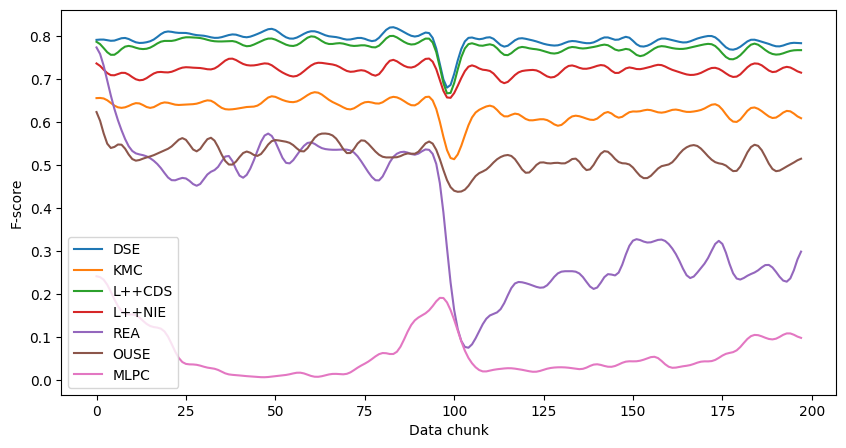 F-score
0.8
0.7
0.6
0.5
0.4
0.3
0.2
0.1
0.0
DSE
KMC
L++CDS
L++NIE
REA
OUSE
MLPC
0 25 50 75 100 125 150 175 200
Data chunk